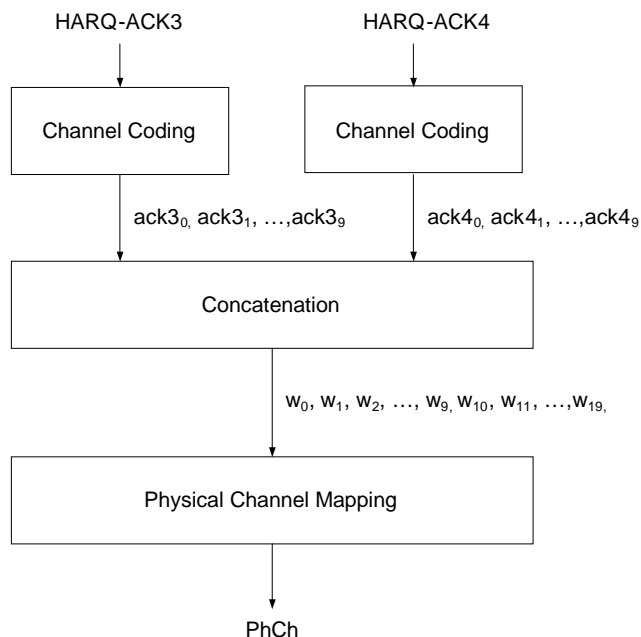 HARQ-ACK3 HARQ-ACK4
Channel Coding Channel Coding
ack3₀, ack3₁, …,ack3₉ ack4₀, ack4₁, …,ack4₉
Concatenation
w₀, w₁, w₂, …, w₉, w₁₀, w₁₁, …,w₁₉,
Physical Channel Mapping
PhCh